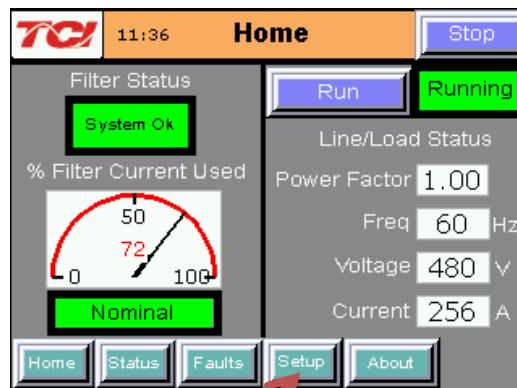 TCI 11:36 Home Stop
Filter Status
System Ok
% Filter Current Used
50
72
0 100
Nominal
Run Running
Line/Load Status
Power Factor 1.00
Freq 60 Hz
Voltage 480 V
Current 256 A
Home Status Faults Setup About